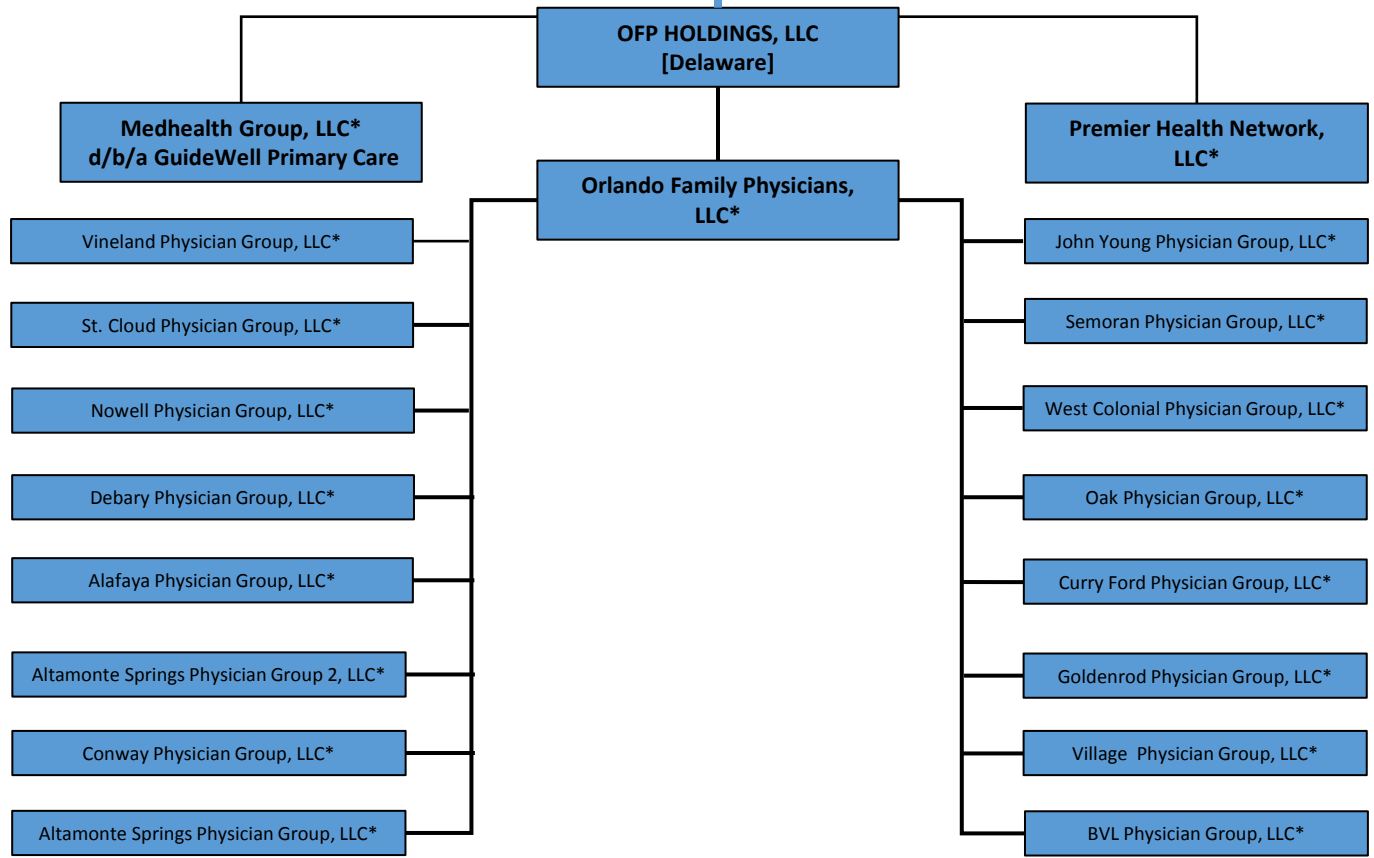 OFP HOLDINGS, LLC
[Delaware]
Medhealth Group, LLC*
d/b/a GuideWell Primary Care
Premier Health Network,
LLC*
Orlando Family Physicians,
LLC*
Vineland Physician Group, LLC*
St. Cloud Physician Group, LLC*
Nowell Physician Group, LLC*
Debary Physician Group, LLC*
Alafaya Physician Group, LLC*
Altamonte Springs Physician Group 2, LLC*
Conway Physician Group, LLC*
Altamonte Springs Physician Group, LLC*
John Young Physician Group, LLC*
Semoran Physician Group, LLC*
West Colonial Physician Group, LLC*
Oak Physician Group, LLC*
Curry Ford Physician Group, LLC*
Goldenrod Physician Group, LLC*
Village Physician Group, LLC*
BVL Physician Group, LLC*